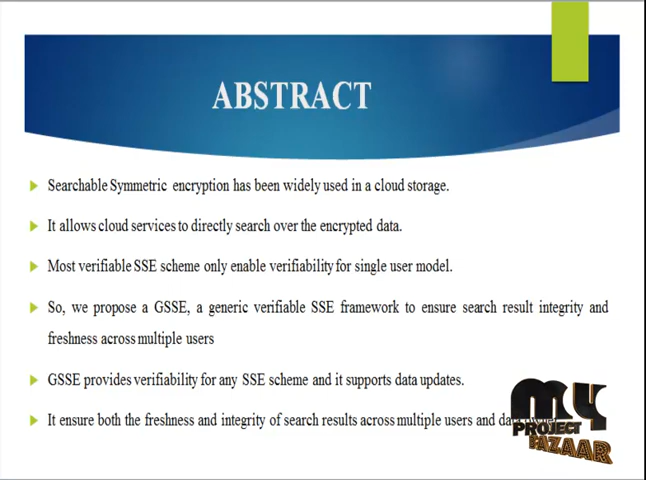 ABSTRACT
Searchable Symmetric encryption has been widely used in a cloud storage.
It allows cloud services to directly search over the encrypted data.
Most verifiable SSE scheme only enable verifiability for single user model.
So, we propose a GSSE, a generic verifiable SSE framework to ensure search result integrity and
freshness across multiple users
GSSE provides verifiability for any SSE scheme and it supports data updates.
It ensure both the freshness and integrity of search results across multiple users and
MY
PROJECT
BAZAAR